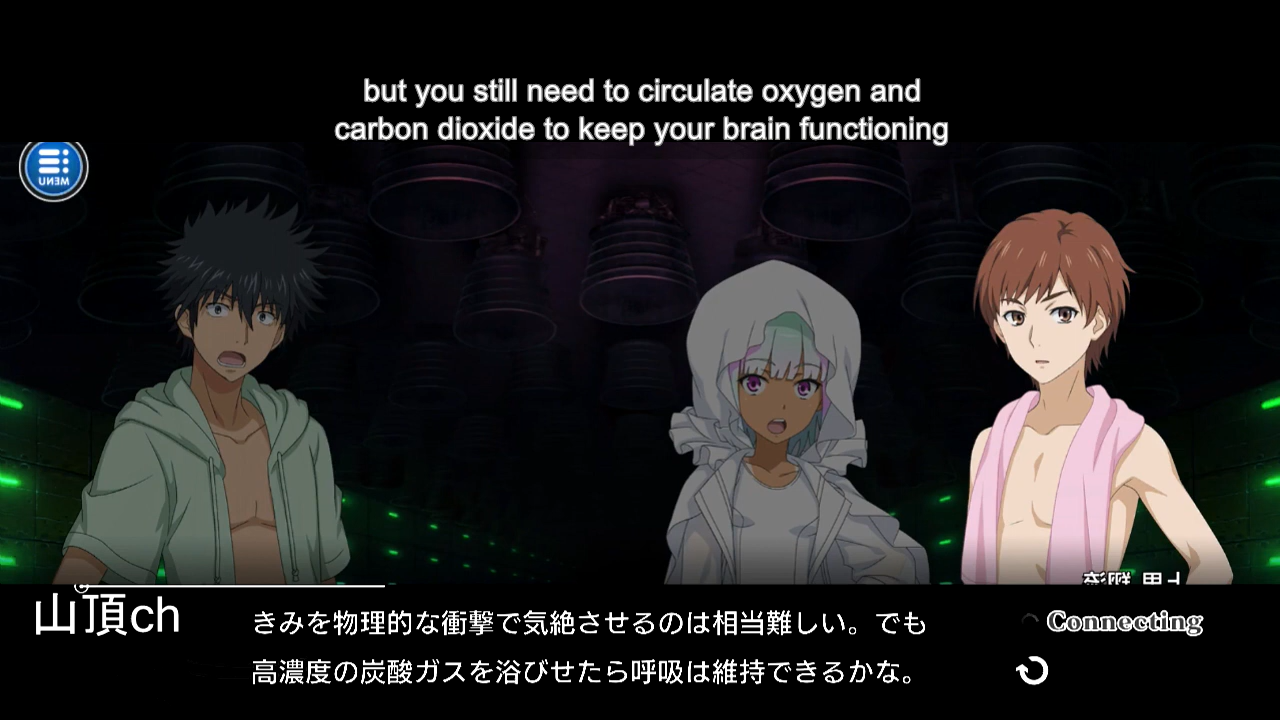 but you still need to circulate oxygen and
carbon dioxide to keep your brain functioning
MENU
山頂ch
きみを物理的な衝撃で気絶させるのは相当難しい。でも
高濃度の炭酸ガスを浴びせたら呼吸は維持できるかな。
Connecting